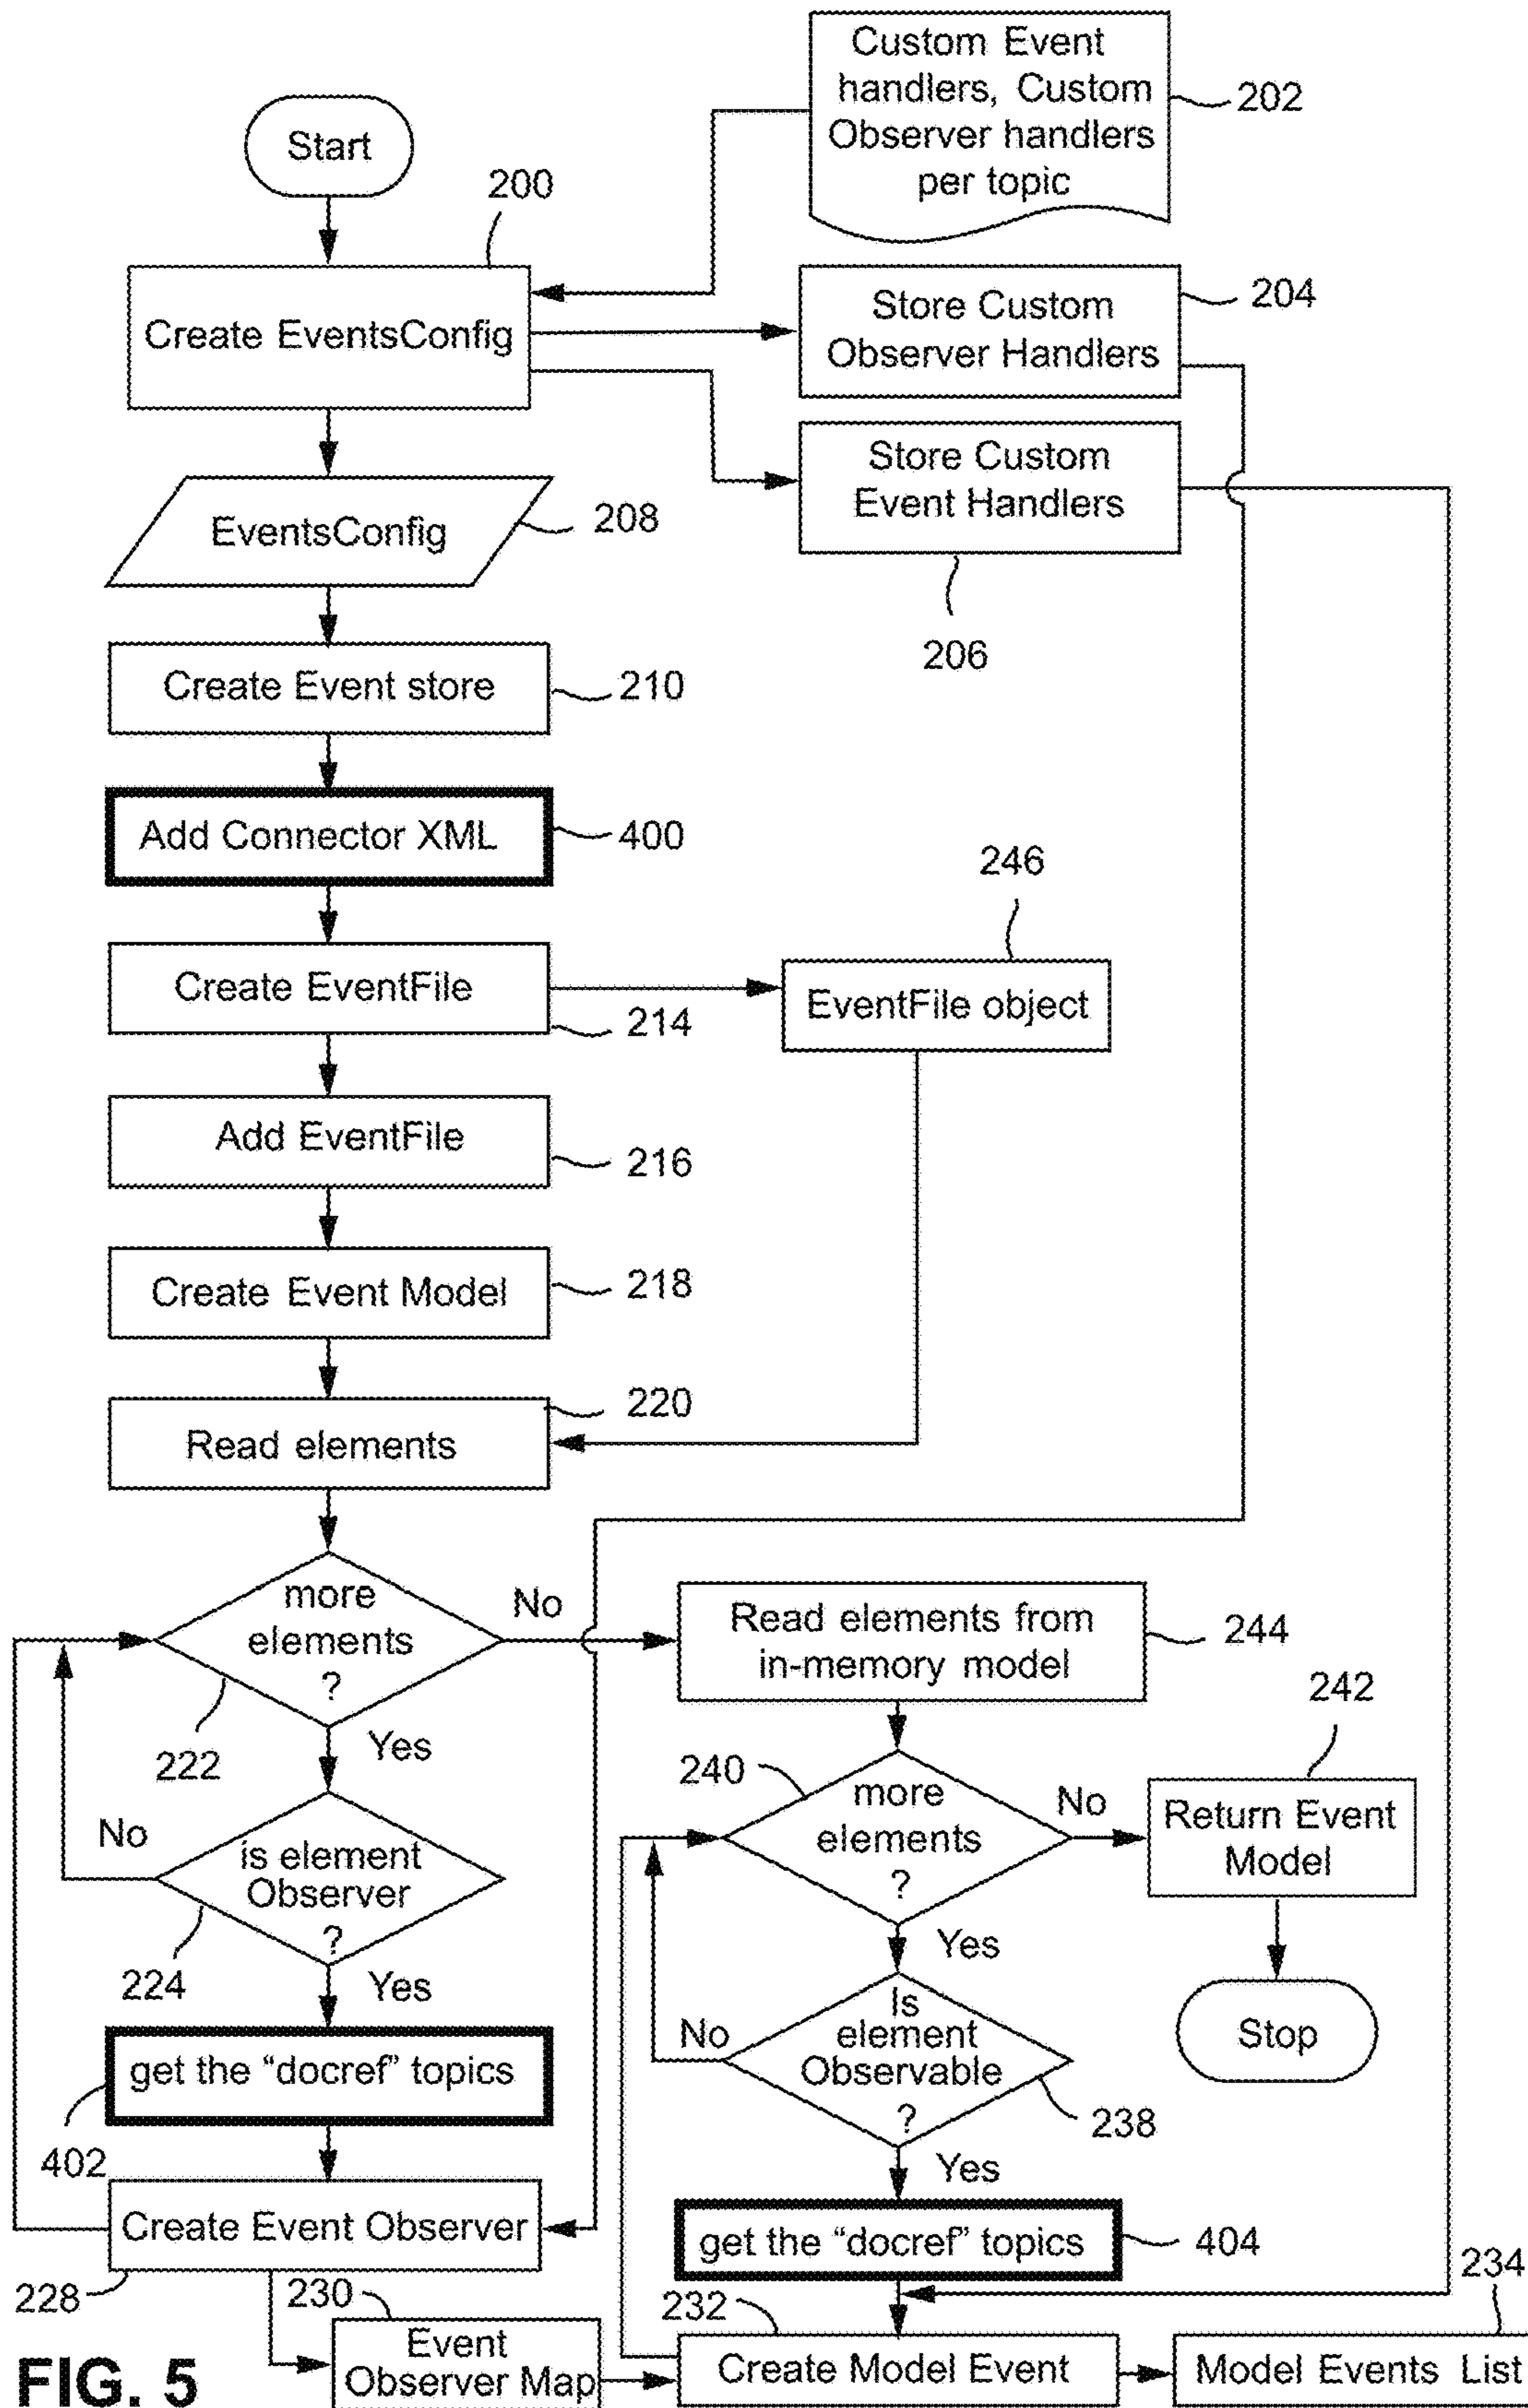 Custom Event
handlers, Custom
Observer handlers
per topic
202
Start
200
Create EventsConfig
Store Custom
Observer Handlers
204
Store Custom
Event Handlers
206
EventsConfig
208
Create Event store
210
Add Connector XML
400
246
Create EventFile
214
EventFile object
Add EventFile
216
Create Event Model
218
220
Read elements
more
elements
?
No
222
Yes
Read elements from
in-memory model
244
242
240
more
elements
?
No
Return Event
Model
Yes
No
is element
Observer
?
224
Yes
Is
element
Observable
?
No
238
Yes
Stop
get the “docref” topics
402
get the “docref” topics
404
Create Event Observer
228
230
232
234
Event
Observer Map
Create Model Event
Model Events List
FIG. 5